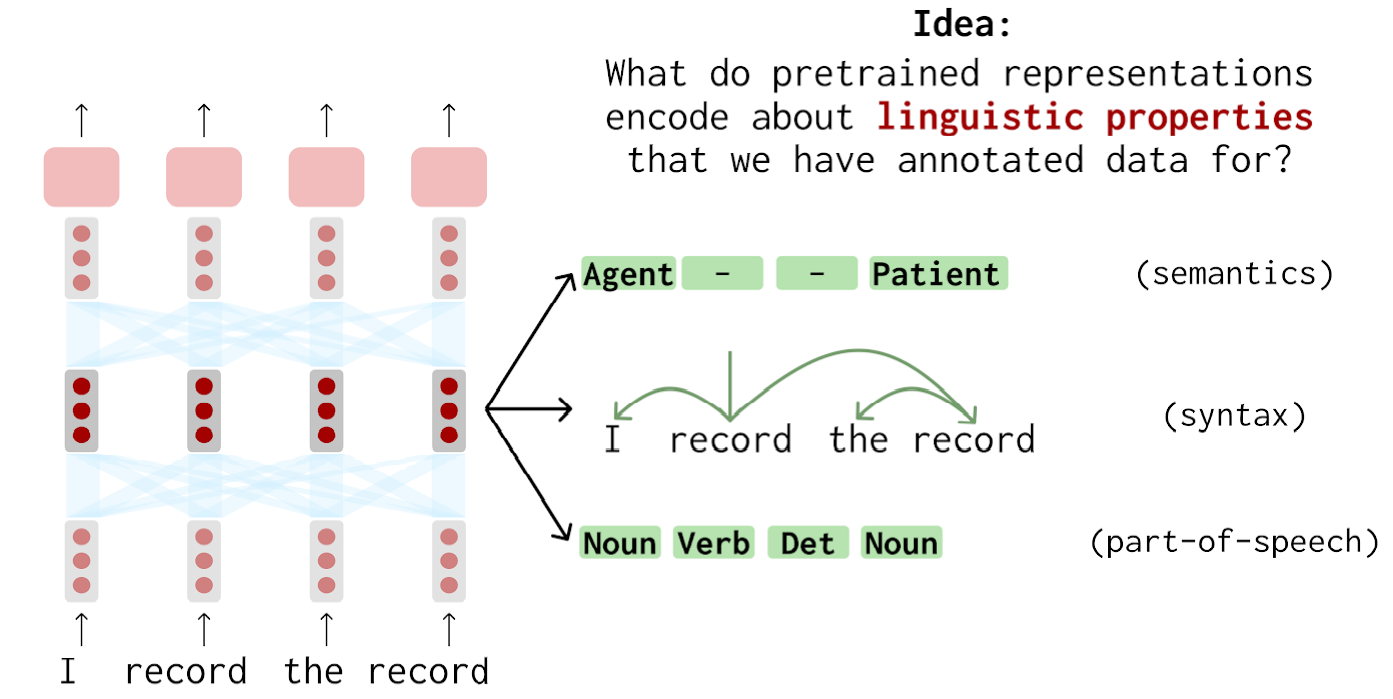 Idea:
What do pretrained representations
encode about linguistic properties
that we have annotated data for?
Agent - - Patient (semantics)
I record the record (syntax)
Noun Verb Det Noun (part-of-speech)
I record the record